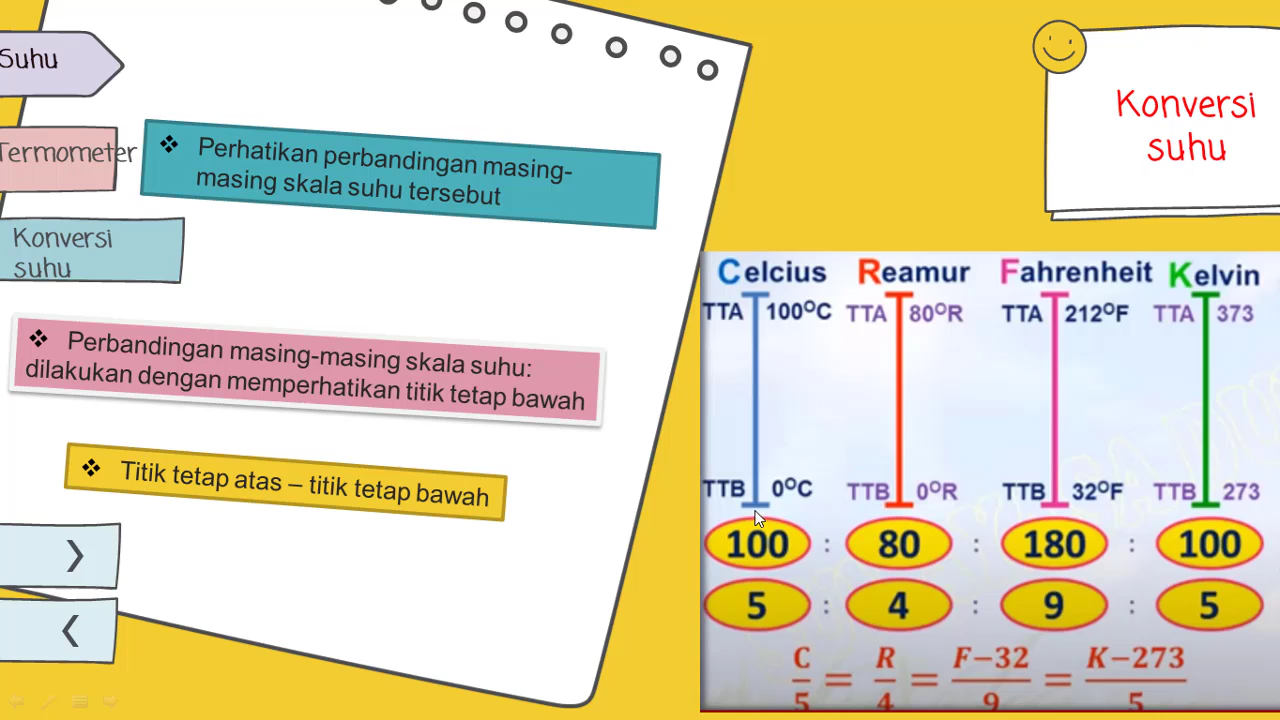 Suhu
Termometer
Konversi
suhu
❖ Perhatikan perbandingan masing-
masing skala suhu tersebut
❖ Perbandingan masing-masing skala suhu:
dilakukan dengan memperhatikan titik tetap bawah
❖ Titik tetap atas – titik tetap bawah
Konversi
suhu
Celcius Reamur Fahrenheit Kelvin
TTA 100°C TTA 80°R TTA 212°F TTA 373
TTB 0°C TTB 0°R TTB 32°F TTB 273
100 : 80 : 180 : 100
5 : 4 : 9 : 5
C/5 = R/4 = F-32/9 = K-273/5